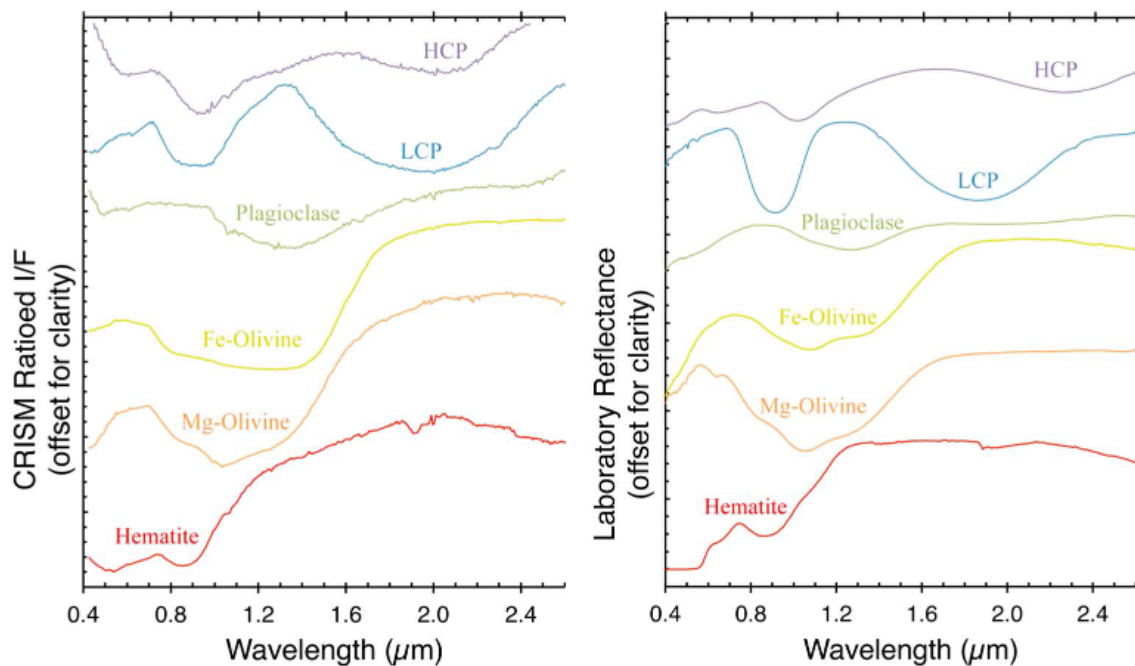 CRISM Ratioed I/F
(offset for clarity)
HCP
LCP
Plagioclase
Fe-Olivine
Mg-Olivine
Hematite
0.4 0.8 1.2 1.6 2.0 2.4
Wavelength (µm)
Laboratory Reflectance
(offset for clarity)
HCP
LCP
Plagioclase
Fe-Olivine
Mg-Olivine
Hematite
0.4 0.8 1.2 1.6 2.0 2.4
Wavelength (µm)